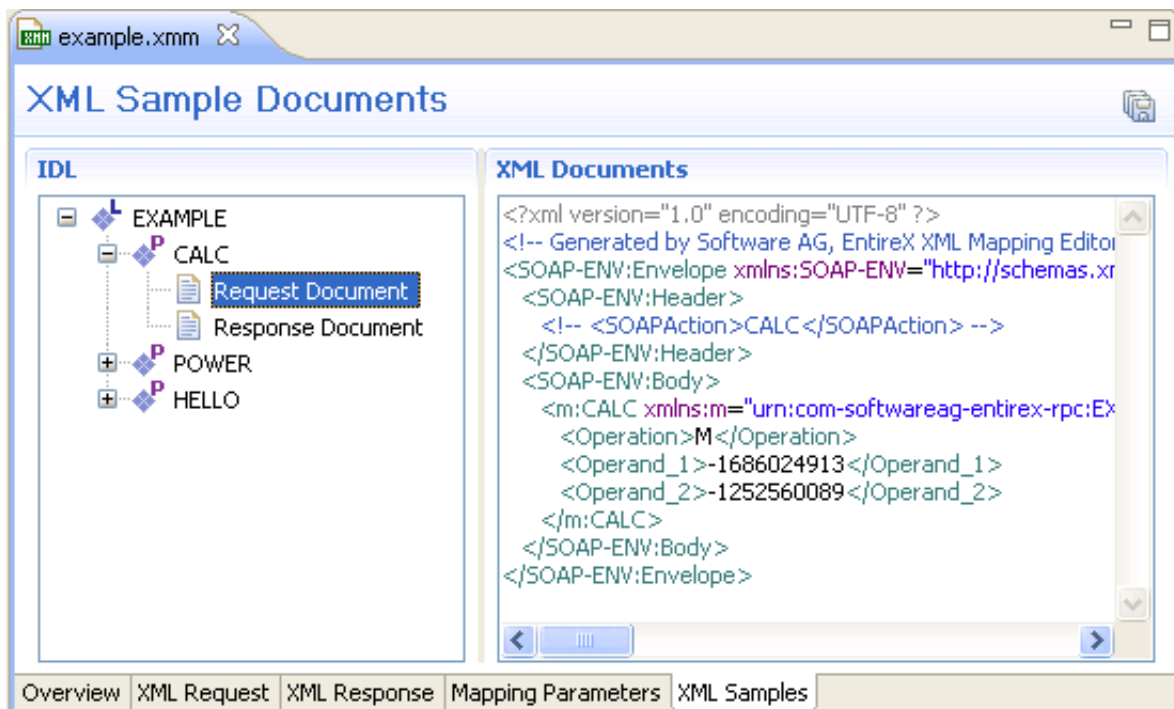 example.xmm
XML Sample Documents
IDL
EXAMPLE
CALC
Request Document
Response Document
POWER
HELLO
XML Documents
<?xml version="1.0" encoding="UTF-8" ?>
<!-- Generated by Software AG, EntireX XML Mapping Editor
<SOAP-ENV:Envelope xmlns:SOAP-ENV="http://schemas.xm
<SOAP-ENV:Header>
<!-- <SOAPAction>CALC</SOAPAction> -->
</SOAP-ENV:Header>
<SOAP-ENV:Body>
<m:CALC xmlns:m="urn:com-softwareag-entirex-rpc:EX
<Operation>M</Operation>
<Operand_1>-1686024913</Operand_1>
<Operand_2>-1252560089</Operand_2>
</m:CALC>
</SOAP-ENV:Body>
</SOAP-ENV:Envelope>
Overview XML Request XML Response Mapping Parameters XML Samples